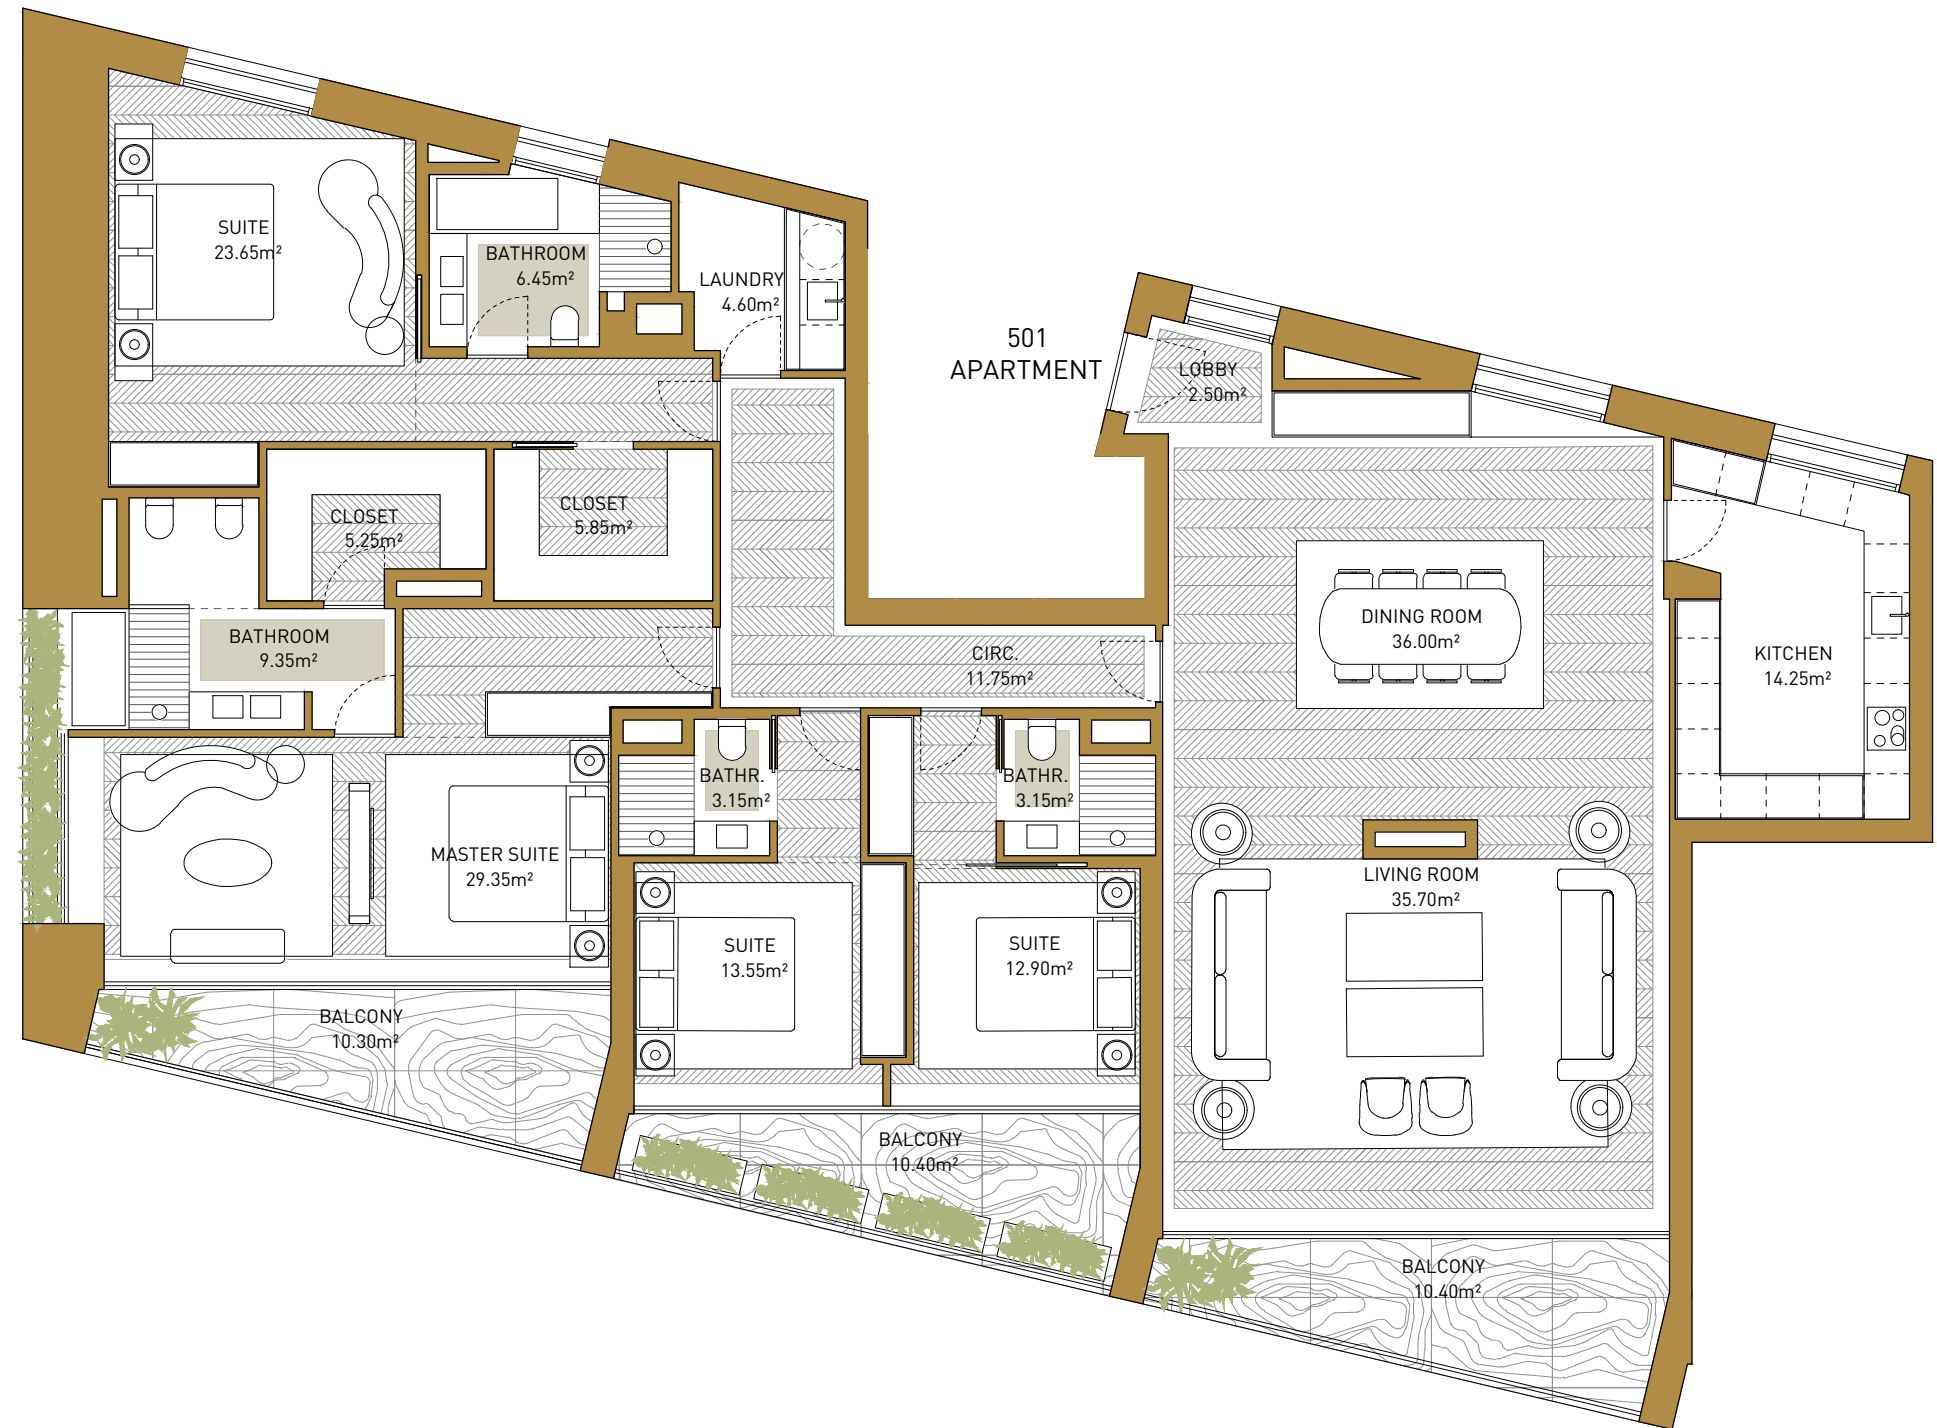 SUITE
23.65m²
BATHROOM
6.45m²
LAUNDRY
4.60m²
501
APARTMENT
LOBBY
2.50m²
CLOSET
5.25m²
CLOSET
5.85m²
BATHROOM
9.35m²
CIRC.
11.75m²
DINING ROOM
36.00m²
KITCHEN
14.25m²
MASTER SUITE
29.35m²
BATHR.
3.15m²
BATHR.
3.15m²
LIVING ROOM
35.70m²
SUITE
13.55m²
SUITE
12.90m²
BALCONY
10.30m²
BALCONY
10.40m²
BALCONY
10.40m²